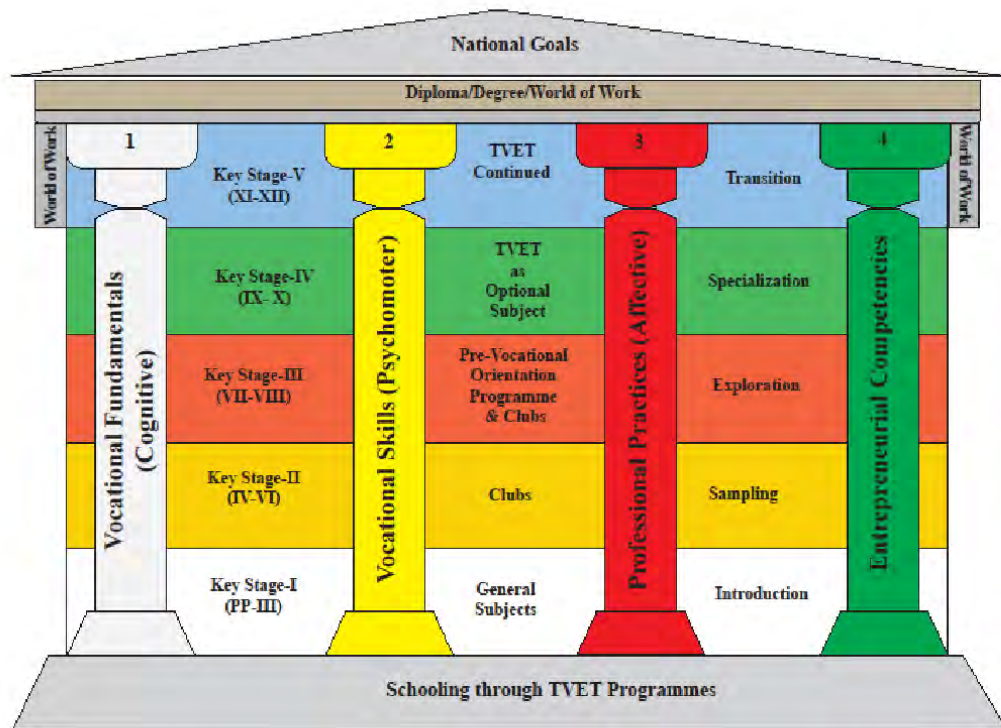 National Goals
Diploma/Degree/World of Work
World of Work
1
2
3
4
World of Work
Key Stage-V
(XI-XII)
TVET
Continued
Transition
Key Stage-IV
(IX- X)
TVET
as
Optional
Subject
Specialization
Key Stage-III
(VII-VIII)
Pre-Vocational
Orientation
Programme
& Clubs
Exploration
Key Stage-II
(IV-VI)
Clubs
Sampling
Key Stage-I
(PP-III)
General
Subjects
Introduction
Vocational Fundamentals
(Cognitive)
Vocational Skills (Psychomoter)
Professional Practices (Affective)
Entrepreneurial Competencies
Schooling through TVET Programmes